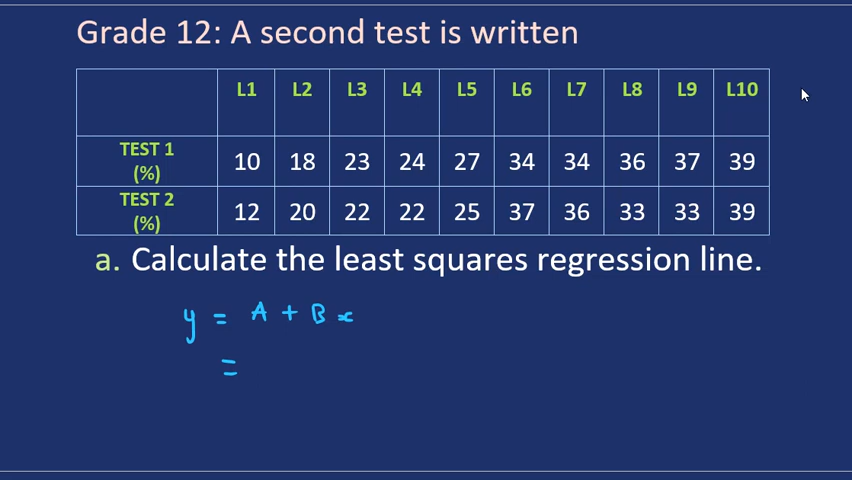 Grade 12: A second test is written
L1 L2 L3 L4 L5 L6 L7 L8 L9 L10
TEST 1 (%) 10 18 23 24 27 34 34 36 37 39
TEST 2 (%) 12 20 22 22 25 37 36 33 33 39
a. Calculate the least squares regression line.
y = A + Bx
=